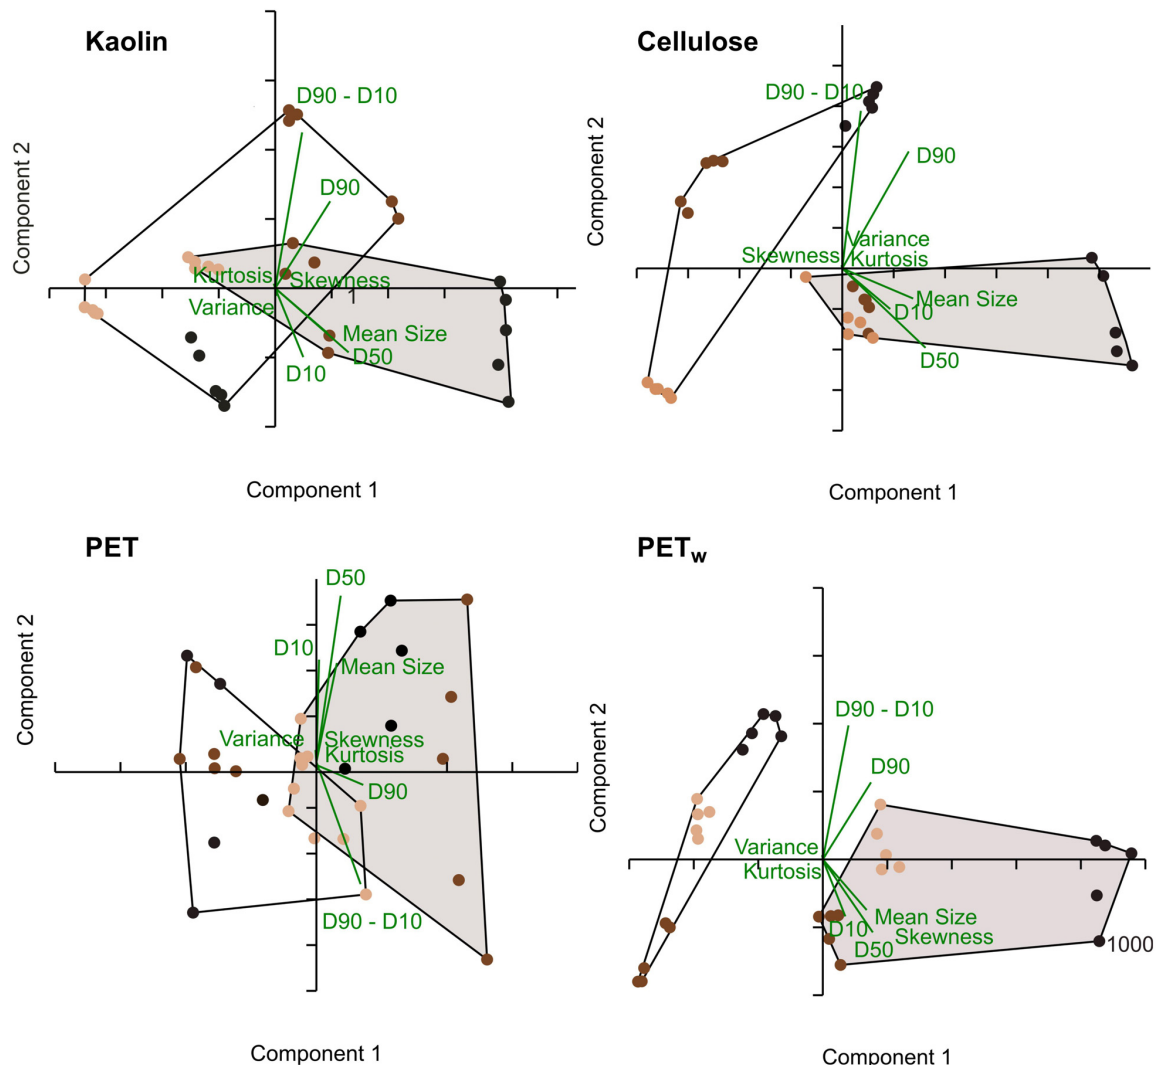 Kaolin
Component 2
D90 - D10
D90
Kurtosis
Skewness
Variance
Mean Size
D50
D10
Component 1
Cellulose
Component 2
D90 - D10
D90
Variance
Skewness
Kurtosis
Mean Size
D10
D50
Component 1
PET
Component 2
D50
D10
Mean Size
Variance
Skewness
Kurtosis
D90
D90 - D10
Component 1
PETw
Component 2
D90 - D10
D90
Variance
Kurtosis
Mean Size
D10
Skewness
D50
1000
Component 1